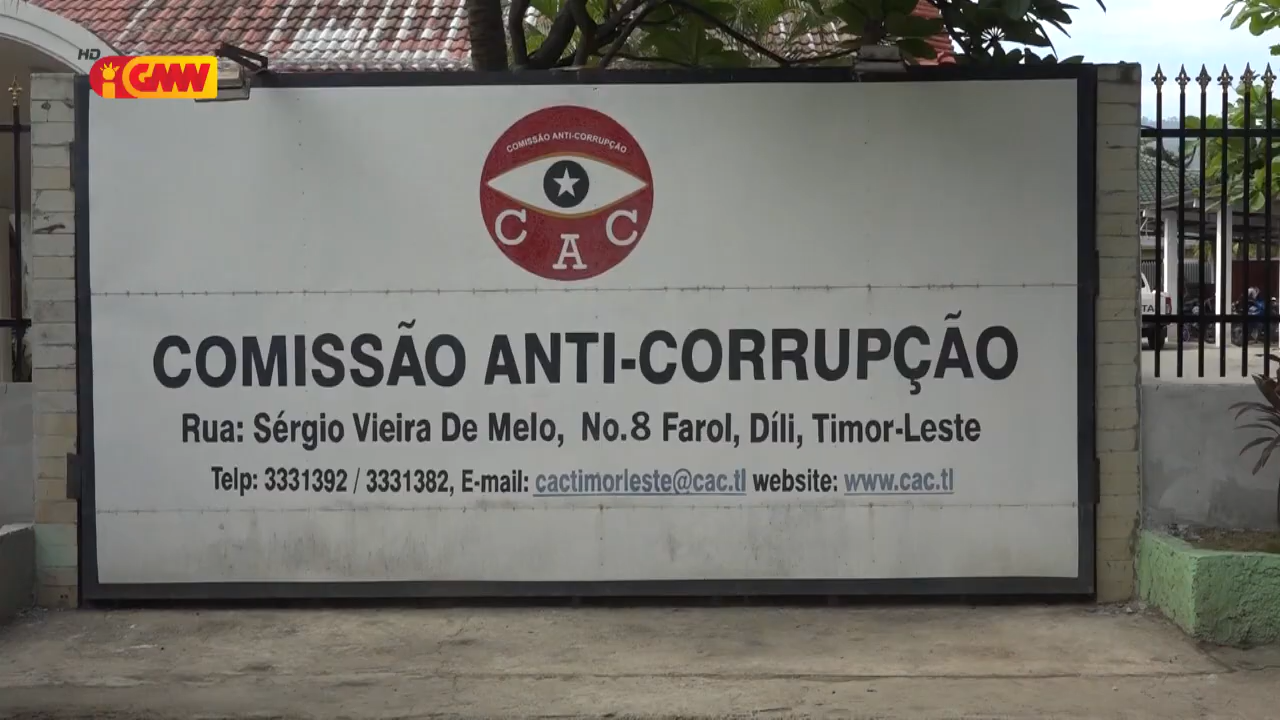 HD
GMN
COMISSÃO ANTI-CORRUPÇÃO
C A C
COMISSÃO ANTI-CORRUPÇÃO
Rua: Sérgio Vieira De Melo, No.8 Farol, Díli, Timor-Leste
Telp: 3331392 / 3331382, E-mail: cactimorleste@cac.tl website: www.cac.tl